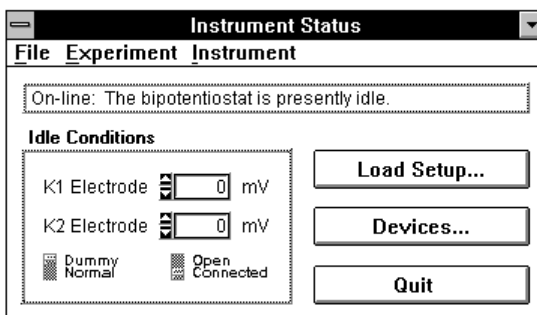 Instrument Status
File Experiment Instrument
On-line: The bipotentiostat is presently idle.
Idle Conditions
K1 Electrode 0 mV
K2 Electrode 0 mV
Dummy
Normal
Open
Connected
Load Setup...
Devices...
Quit